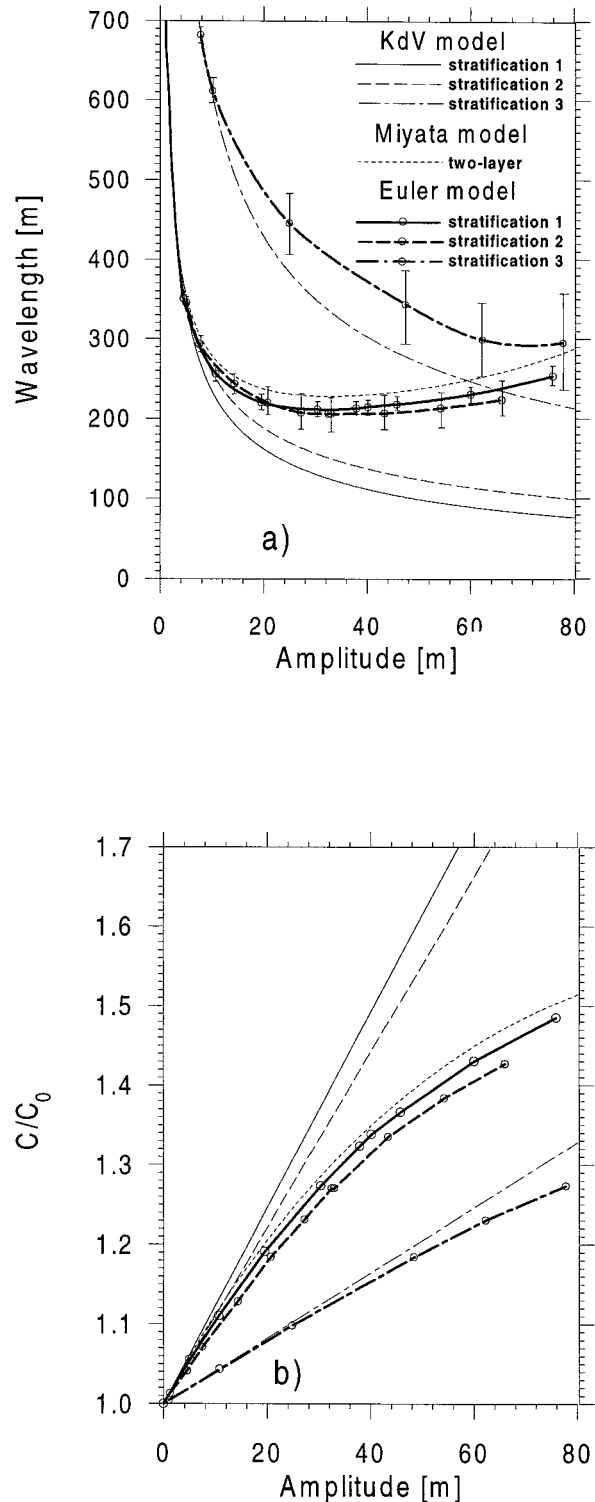 700
600
500
400
300
200
100
0
Wavelength [m]
KdV model
stratification 1
stratification 2
stratification 3
Miyata model
two-layer
Euler model
stratification 1
stratification 2
stratification 3
a)
0 20 40 60 80
Amplitude [m]
1.7
1.6
1.5
1.4
1.3
1.2
1.1
1.0
C/C0
b)
0 20 40 60 80
Amplitude [m]